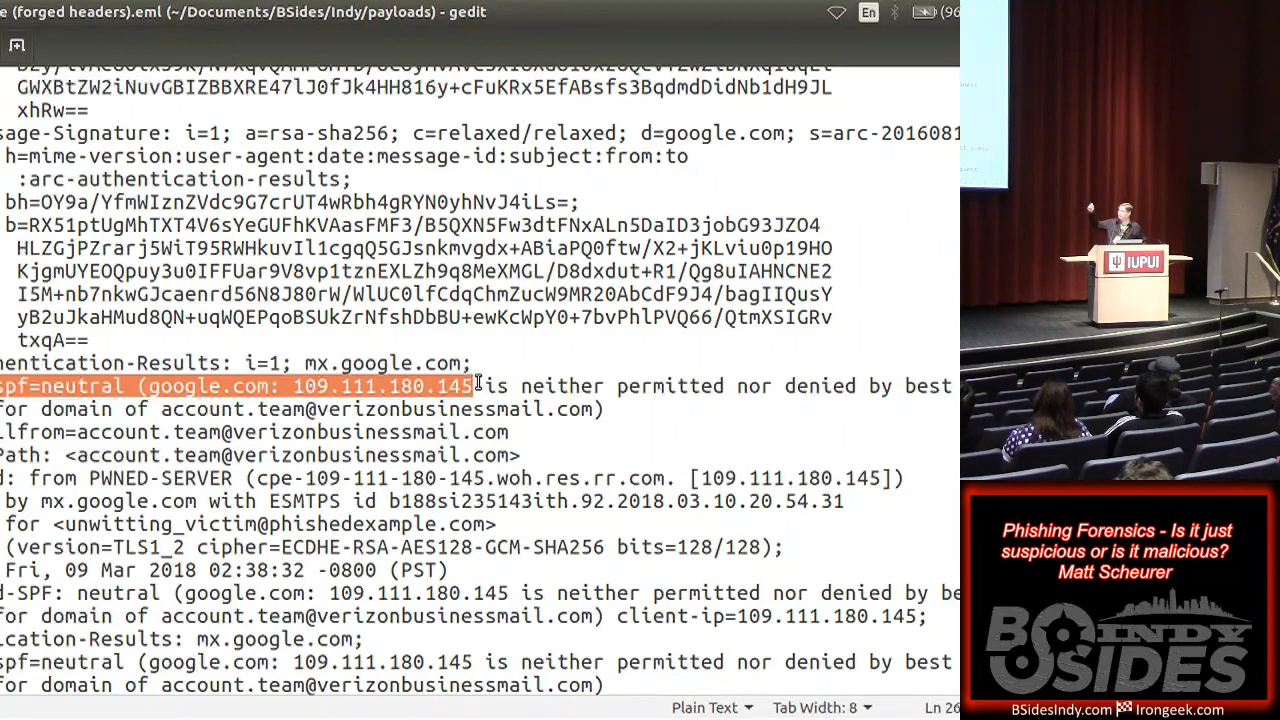 e (forged headers).eml (~/Documents/BSides/Indy/payloads) - gedit
En
(96
GWXBtZW2iNuvGBIZBBXRE47lJ0fJk4HH816y+cFuKRx5EfABsfs3BqdmdDidNb1dH9JL
xhRw==
sage-Signature: i=1; a=rsa-sha256; c=relaxed/relaxed; d=google.com; s=arc-2016081
h=mime-version:user-agent:date:message-id:subject:from:to
:arc-authentication-results;
bh=OY9a/YfmWIznZVdc9G7crUT4wRbh4gRYN0yhNvJ4iLs=;
b=RX51ptUgMhTXT4V6sYeGUFhKVAasFMF3/85QXN5Fw3dtFNxALn5DaID3jobG93JZO4
HLZGjPZrarj5WiT95RWHkuvIl1cgqQ5GJsnkmvgdx+ABiaPQ0ftw/X2+jKLviu0p19HO
KjgmUYEOQpuy3u0IFFUar9V8vp1tznEXLZh9q8MeXMGL/D8dxdut+R1/Qg8uIAHNCNE2
I5M+nb7nkwGJcaenrd56N8J80rW/WlUC0lfCdqChmZucW9MR20AbCdF9J4/bagIIQusY
yB2uJkaHMud8QN+uqWQEPqoBSUkZrNfshDbBU+ewKcWpY0+7bvPhlPVQ66/QtmXSIGRv
txqA==
hentication-Results: i=1; mx.google.com;
spf=neutral (google.com: 109.111.180.145 is neither permitted nor denied by best
for domain of account.team@verizonbusinessmail.com)
lfrom=account.team@verizonbusinessmail.com
Path: <account.team@verizonbusinessmail.com>
d: from PWNED-SERVER (cpe-109-111-180-145.woh.res.rr.com. [109.111.180.145])
by mx.google.com with ESMTPS id b188si235143ith.92.2018.03.10.20.54.31
for <unwitting_victim@phishedexample.com>
(version=TLS1_2 cipher=ECDHE-RSA-AES128-GCM-SHA256 bits=128/128);
Fri, 09 Mar 2018 02:38:32 -0800 (PST)
d-SPF: neutral (google.com: 109.111.180.145 is neither permitted nor denied by be
for domain of account.team@verizonbusinessmail.com) client-ip=109.111.180.145;
ication-Results: mx.google.com;
spf=neutral (google.com: 109.111.180.145 is neither permitted nor denied by best
for domain of account.team@verizonbusinessmail.com)
Plain Text
Tab Width: 8
Ln 26
IUPUI
Phishing Forensics - Is it just
suspicious or is it malicious?
Matt Scheurer
BSIDES INDY
BSidesIndy.com
Irongeek.com